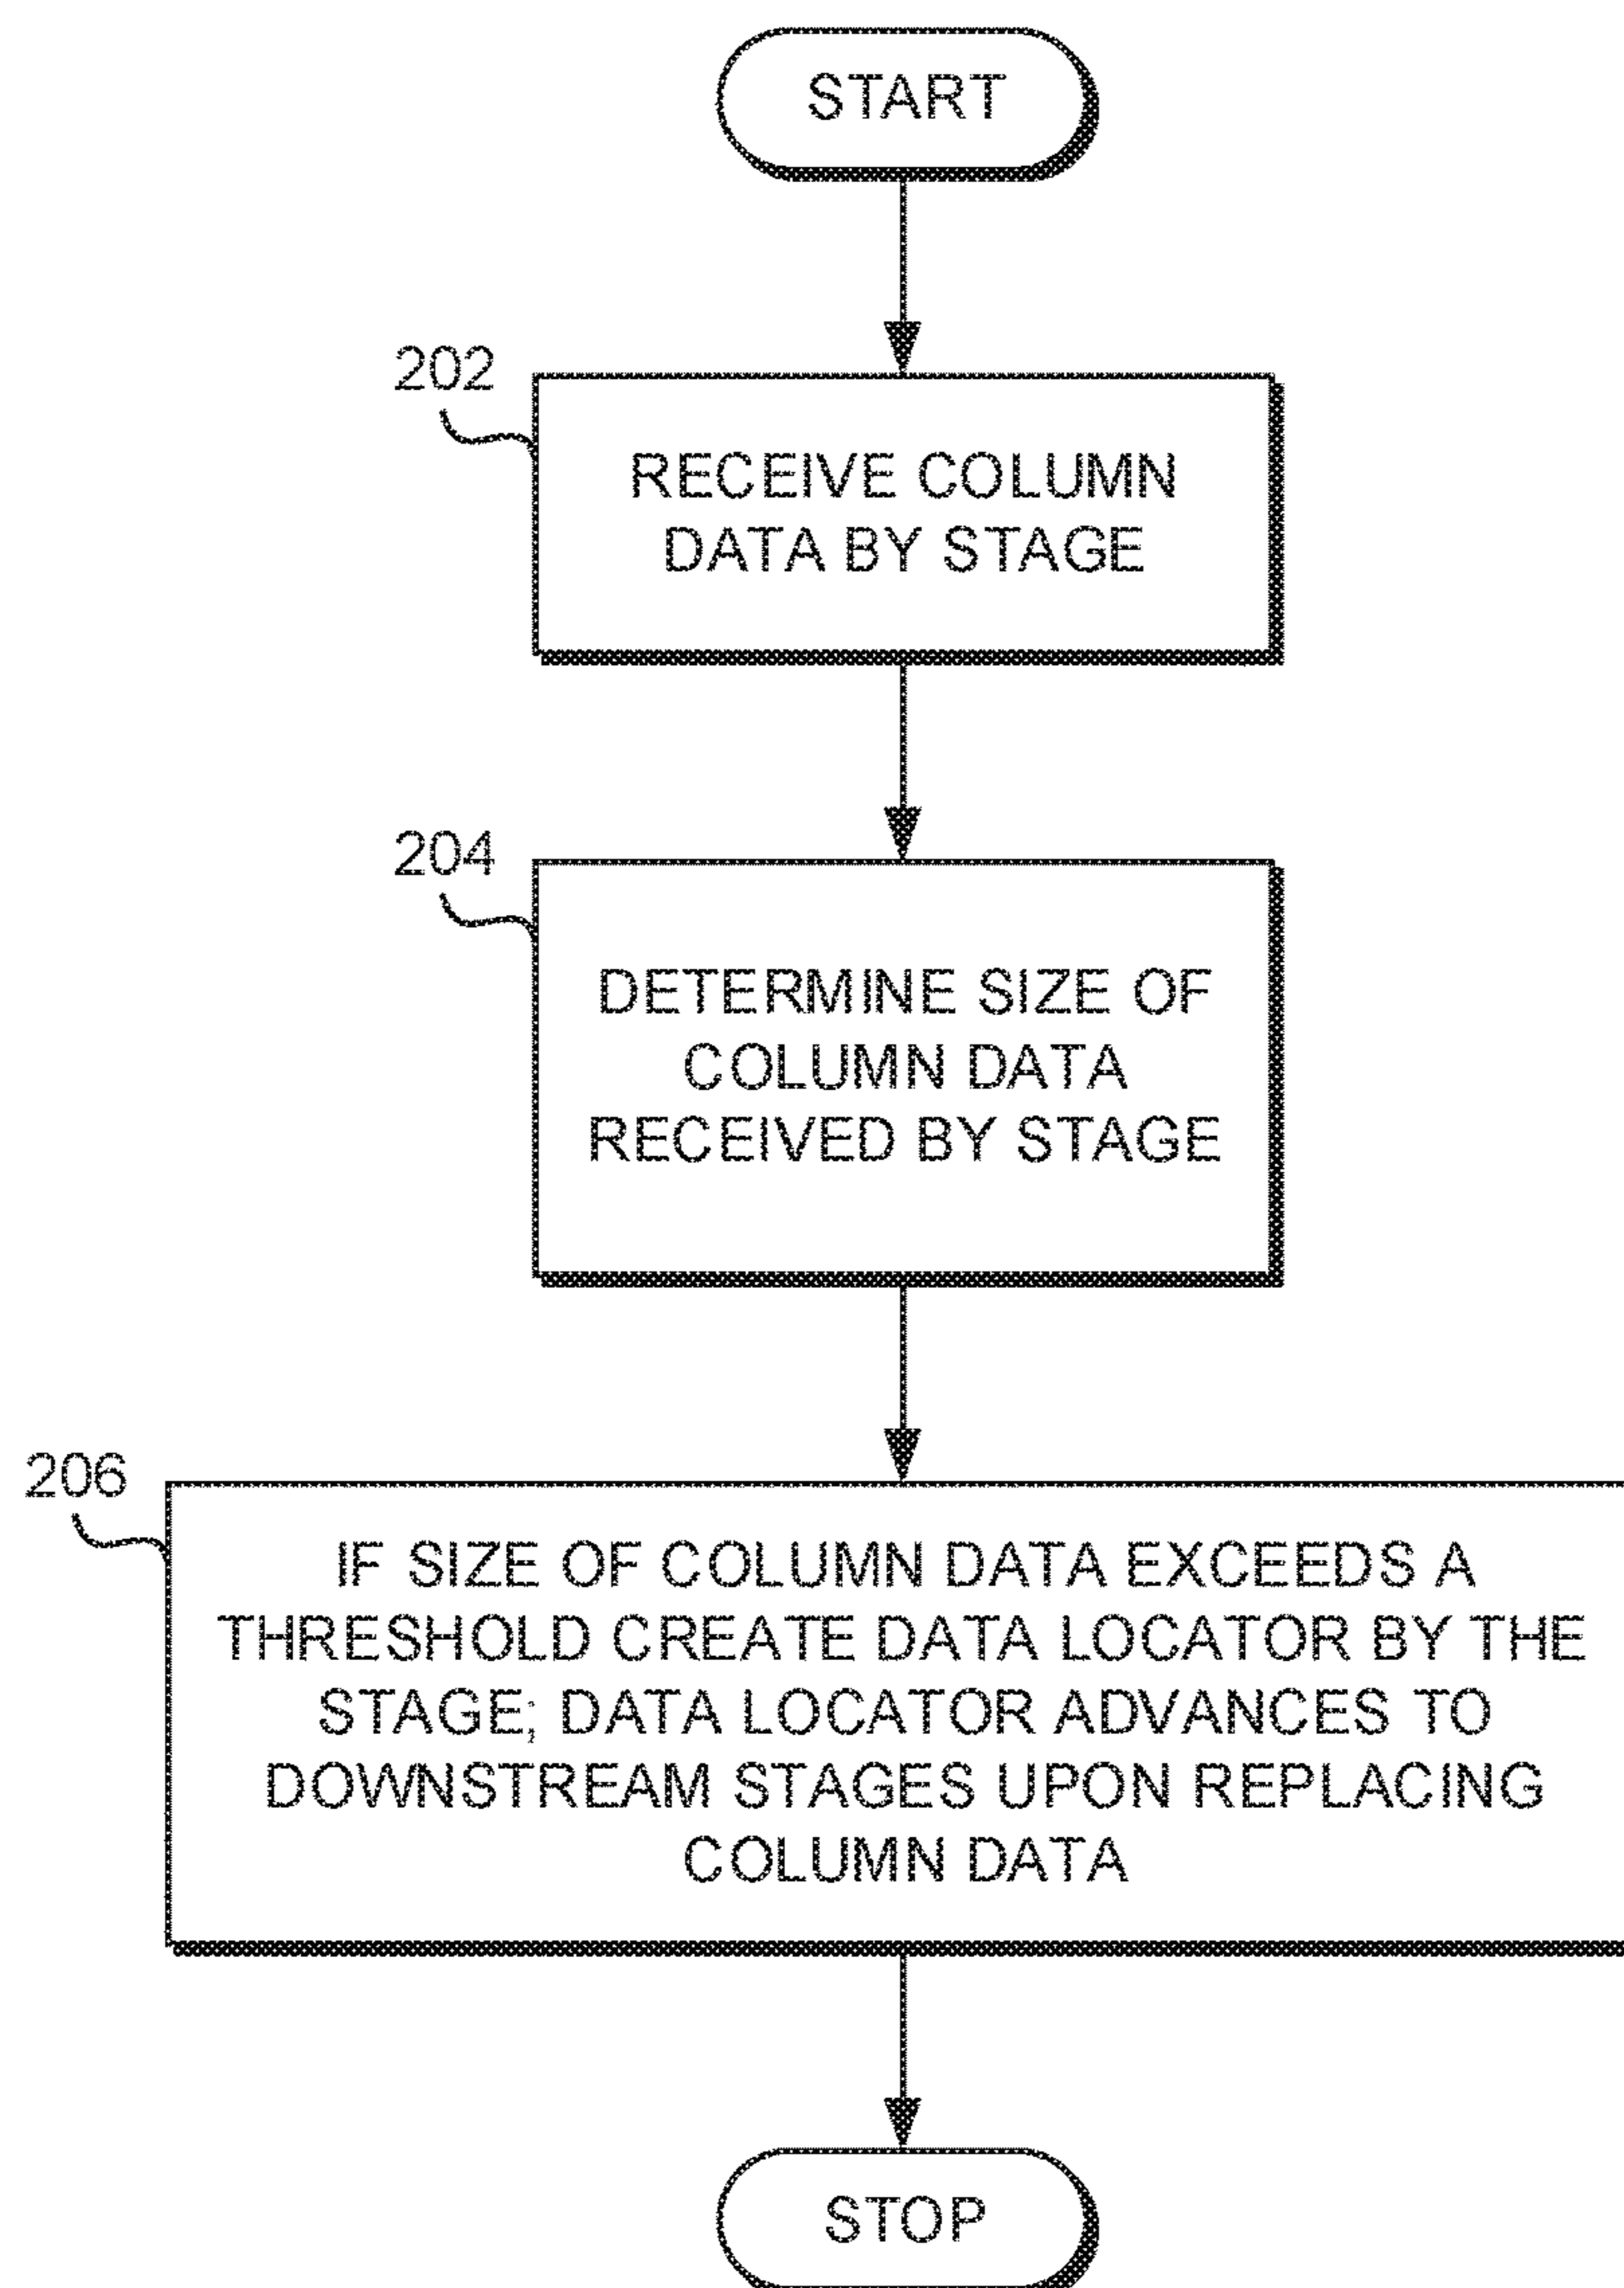 START
202
RECEIVE COLUMN
DATA BY STAGE
204
DETERMINE SIZE OF
COLUMN DATA
RECEIVED BY STAGE
206
IF SIZE OF COLUMN DATA EXCEEDS A
THRESHOLD CREATE DATA LOCATOR BY THE
STAGE; DATA LOCATOR ADVANCES TO
DOWNSTREAM STAGES UPON REPLACING
COLUMN DATA
STOP